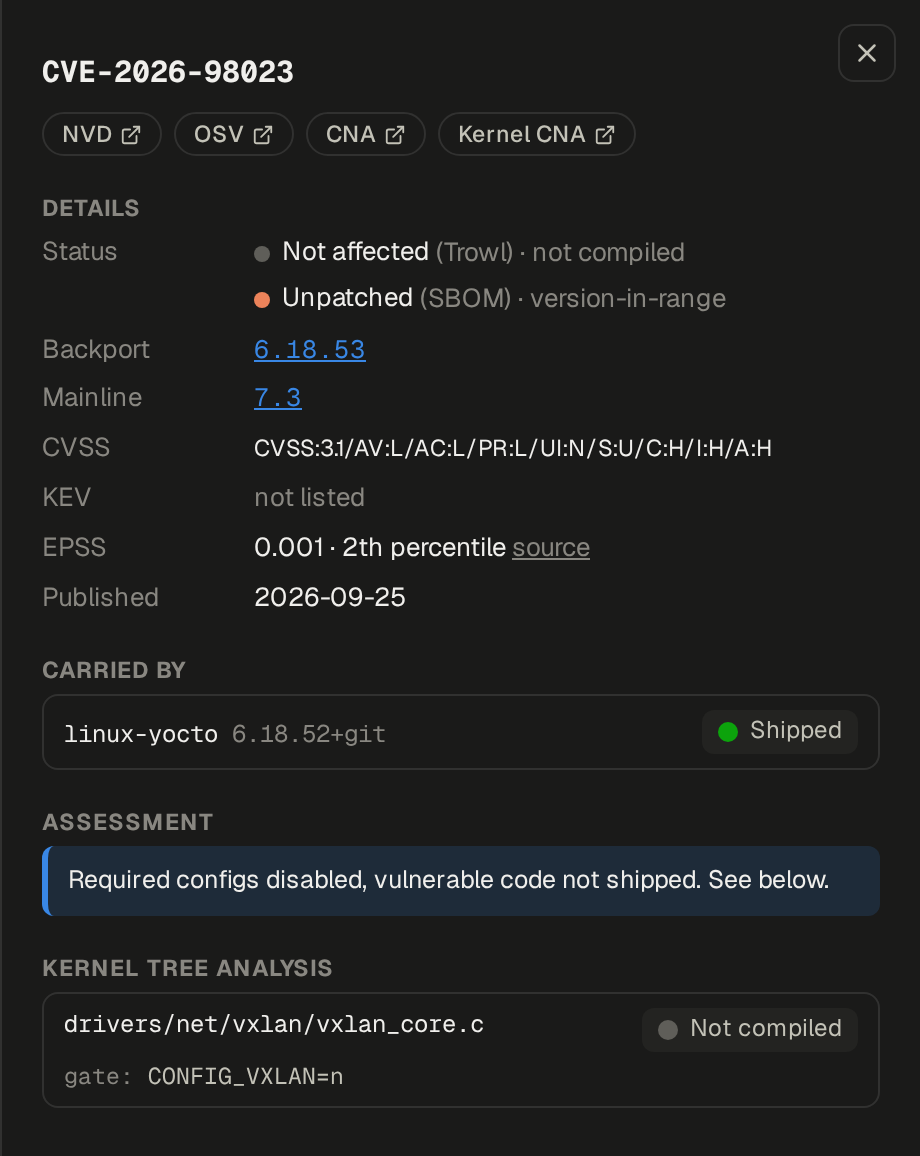 CVE-2026-98023
NVD OSV CNA Kernel CNA
DETAILS
Status Not affected (Trowl) · not compiled
Unpatched (SBOM) · version-in-range
Backport 6.18.53
Mainline 7.3
CVSS CVSS:3.1/AV:L/AC:L/PR:L/UI:N/S:U/C:H/I:H/A:H
KEV not listed
EPSS 0.001 · 2th percentile source
Published 2026-09-25
CARRIED BY
linux-yocto 6.18.52+git Shipped
ASSESSMENT
Required configs disabled, vulnerable code not shipped. See below.
KERNEL TREE ANALYSIS
drivers/net/vxlan/vxlan_core.c Not compiled
gate: CONFIG_VXLAN=n